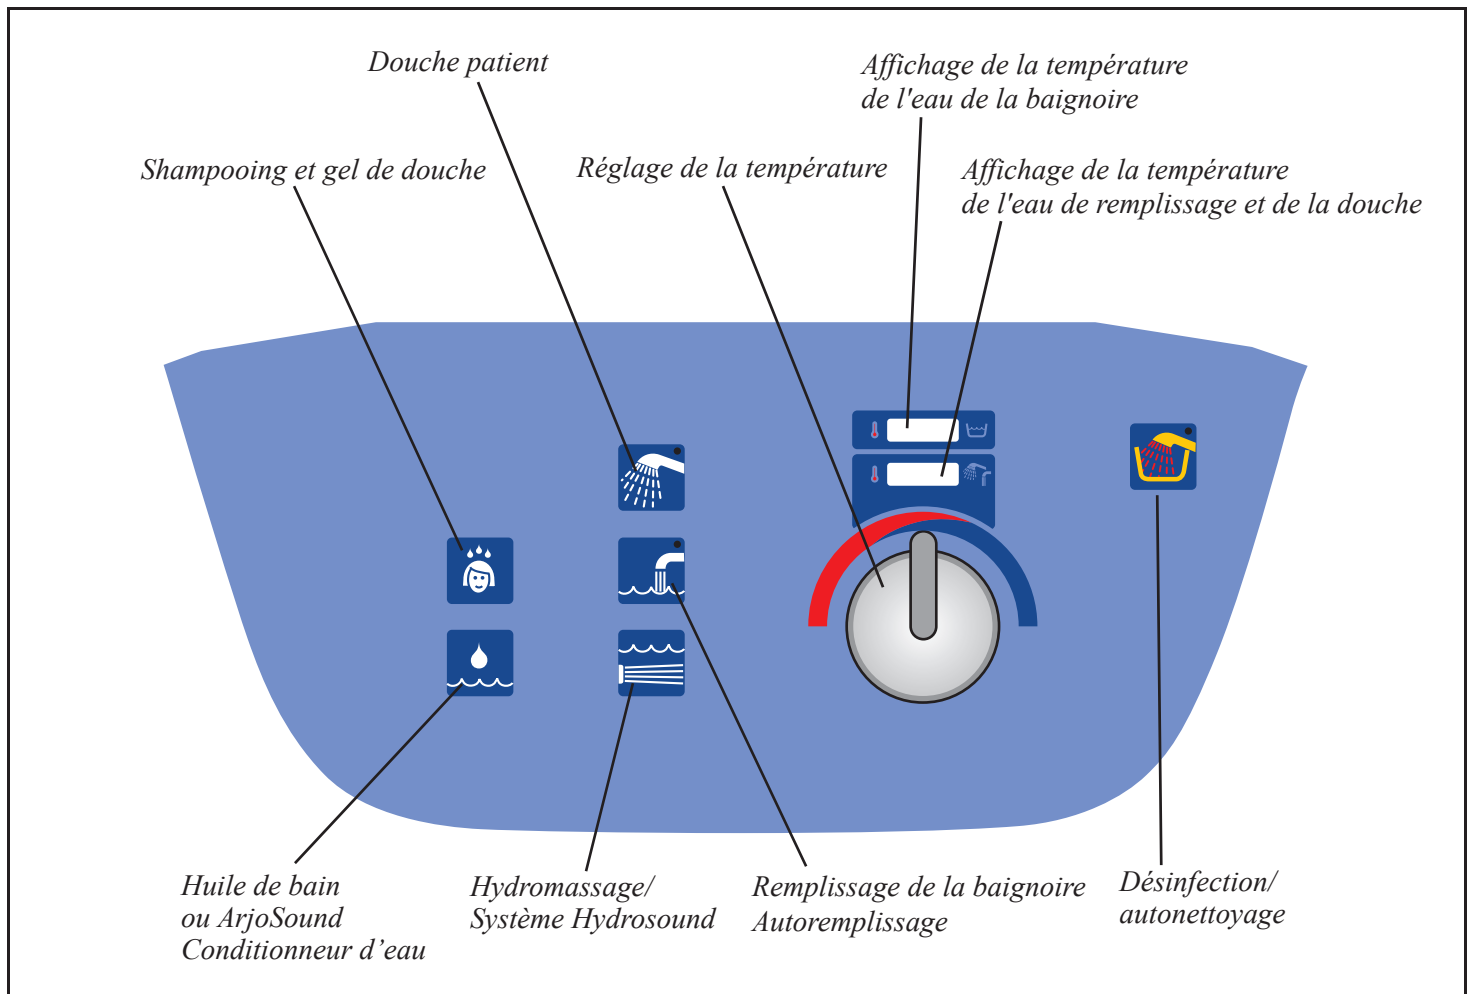 Douche patient
Affichage de la température
de l'eau de la baignoire
Shampooing et gel de douche
Réglage de la température
Affichage de la température
de l'eau de remplissage et de la douche
Huile de bain
ou ArjoSound
Conditionneur d’eau
Hydromassage/
Système Hydrosound
Remplissage de la baignoire
Autoremplissage
Désinfection/
autonettoyage